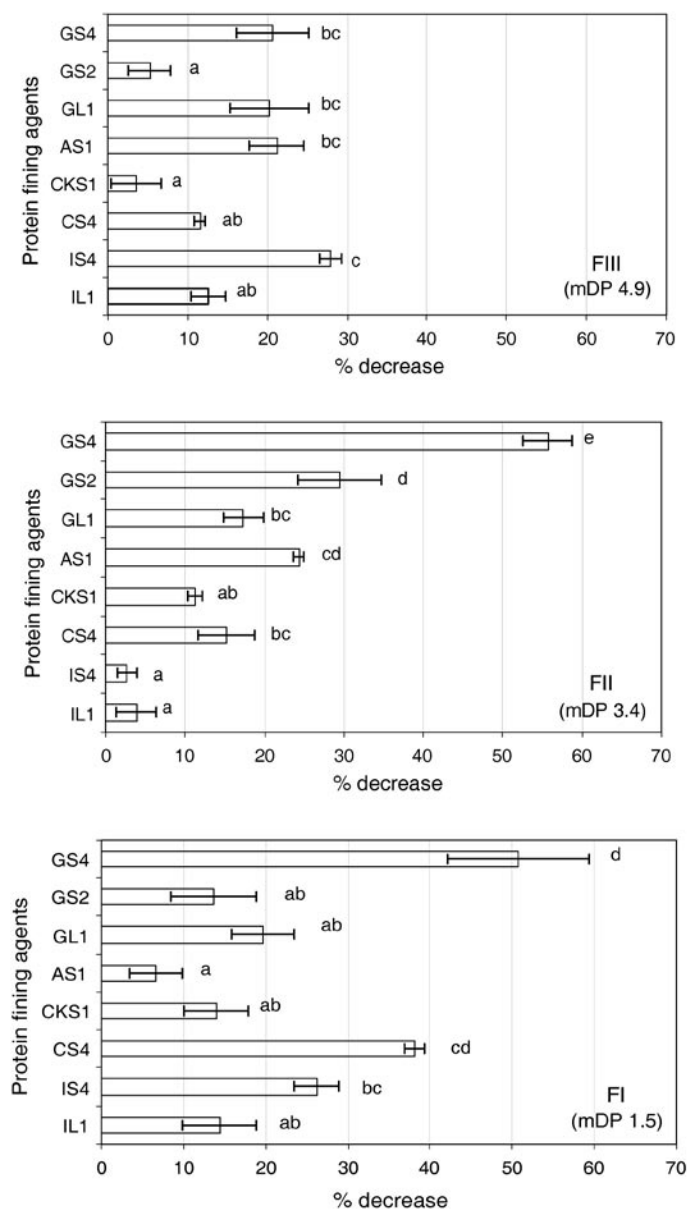 Protein fining agents
GS4
bc
GS2
a
GL1
bc
AS1
bc
CKS1
a
CS4
ab
IS4
c
IL1
ab
FIII
(mDP 4.9)
0 10 20 30 40 50 60 70
% decrease
Protein fining agents
GS4
e
GS2
d
GL1
bc
AS1
cd
CKS1
ab
CS4
bc
IS4
a
IL1
a
FII
(mDP 3.4)
0 10 20 30 40 50 60 70
% decrease
Protein fining agents
GS4
d
GS2
ab
GL1
ab
AS1
a
CKS1
ab
CS4
cd
IS4
bc
IL1
ab
FI
(mDP 1.5)
0 10 20 30 40 50 60 70
% decrease